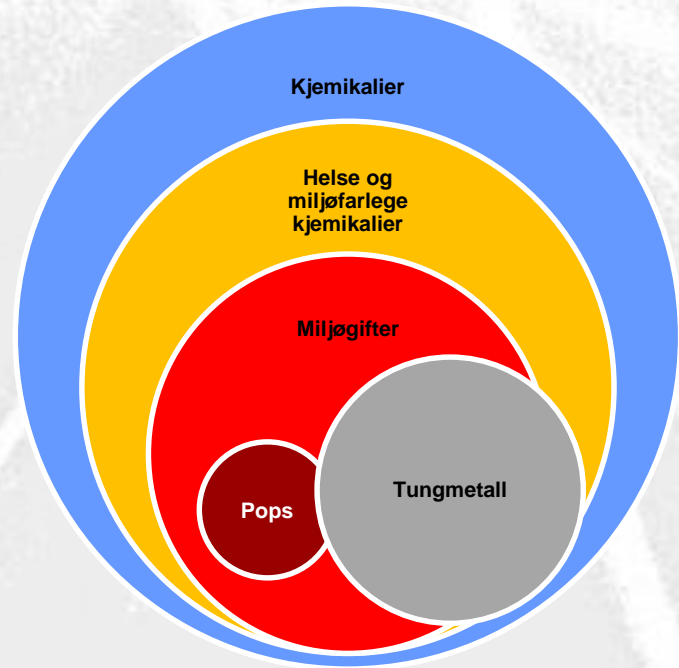 Kjemikalier
Helse og
miljøfarlege
kjemikalier
Miljøgifter
Tungmetall
Pops